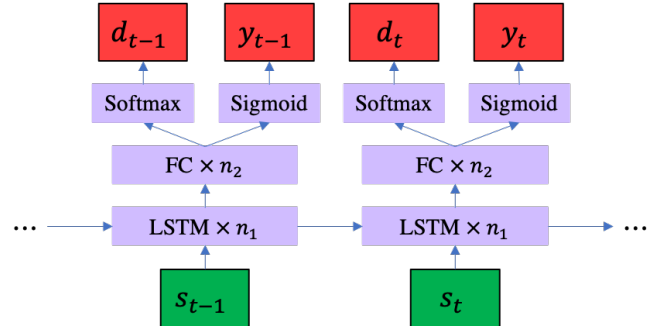 d_{t−1} y_{t−1} d_t y_t
Softmax Sigmoid Softmax Sigmoid
FC × n_2 FC × n_2
... LSTM × n_1 LSTM × n_1 ...
s_{t−1} s_t